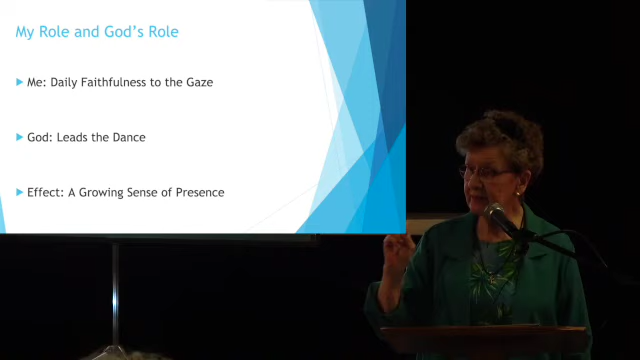 My Role and God's Role
Me: Daily Faithfulness to the Gaze
God: Leads the Dance
Effect: A Growing Sense of Presence